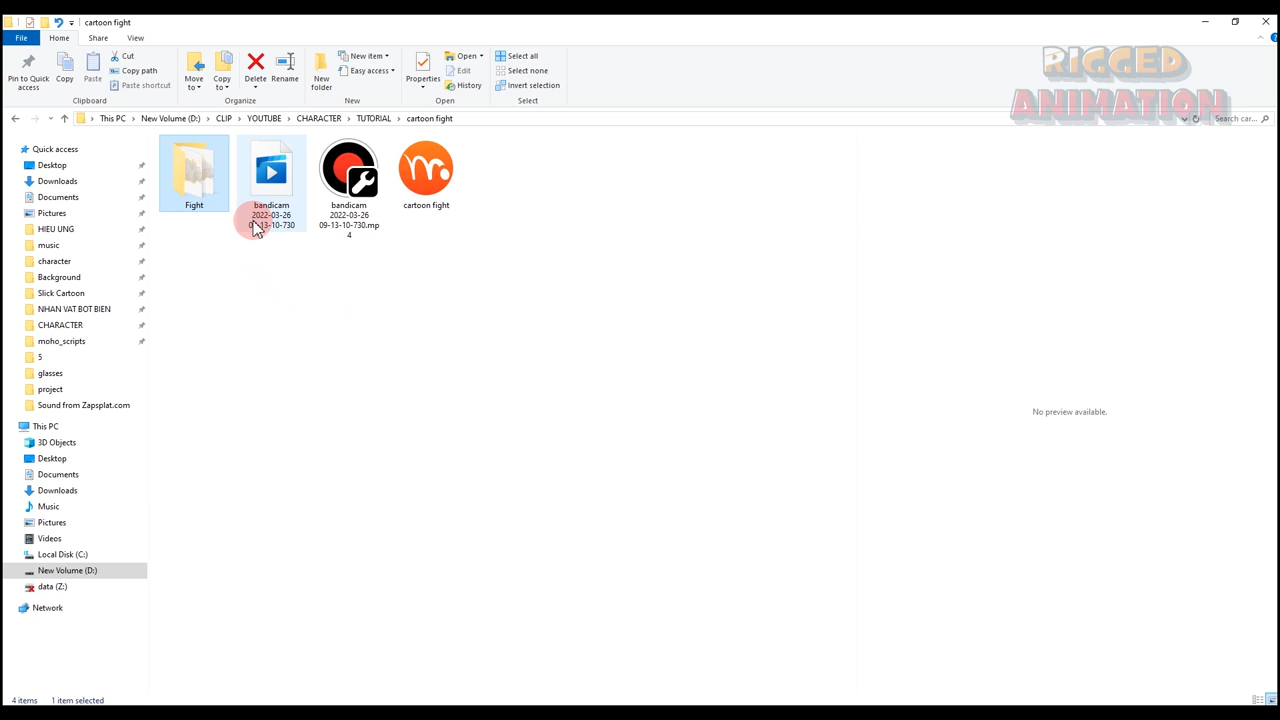 cartoon fight
File
Home
Share
View
Pin to Quick
access
Copy
Paste
Cut
Copy path
Paste shortcut
Clipboard
Move
to
Copy
to
Delete
Rename
Organize
New
folder
New item
Easy access
New
Properties
Open
Edit
History
Open
Select all
Select none
Invert selection
Select
RIGGED
ANIMATION
This PC
New Volume (D:)
CLIP
YOUTUBE
CHARACTER
TUTORIAL
cartoon fight
Search car...
Quick access
Desktop
Downloads
Documents
Pictures
HIEU UNG
music
character
Background
Slick Cartoon
NHAN VAT BOT BIEN
CHARACTER
moho_scripts
5
glasses
project
Sound from Zapsplat.com
This PC
3D Objects
Desktop
Documents
Downloads
Music
Pictures
Videos
Local Disk (C:)
New Volume (D:)
data (Z:)
Network
Fight
bandicam
2022-03-26
09-13-10-730
bandicam
2022-03-26
09-13-10-730.mp
4
cartoon fight
No preview available.
4 items
1 item selected